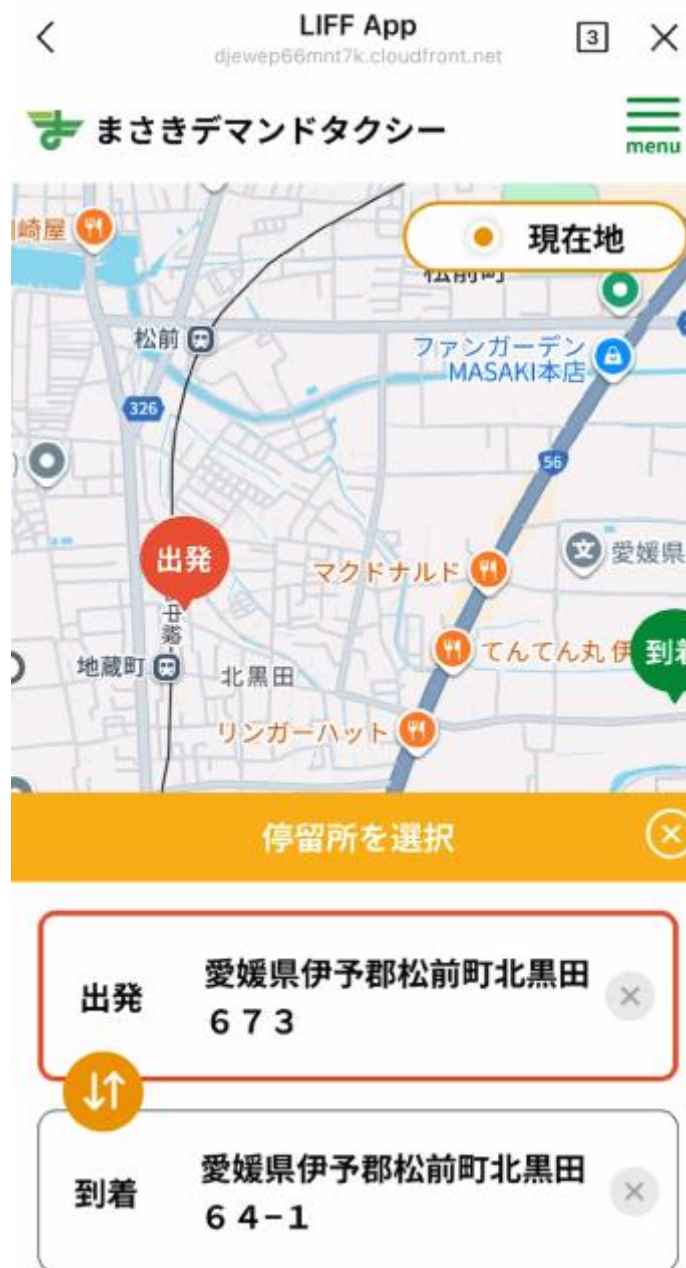 LIFF App
djewep66mnt7k.cloudfront.net
3
まさきデマンドタクシー
menu
崎屋
現在地
松前町
松前
ファンガーデン
MASAKI本店
326
56
出発
マクドナルド
愛媛県
てんてん丸 伊
到着
地蔵町
北黒田
リンガーハット
停留所を選択
出発
愛媛県伊予郡松前町北黒田
６７３
到着
愛媛県伊予郡松前町北黒田
６４−１